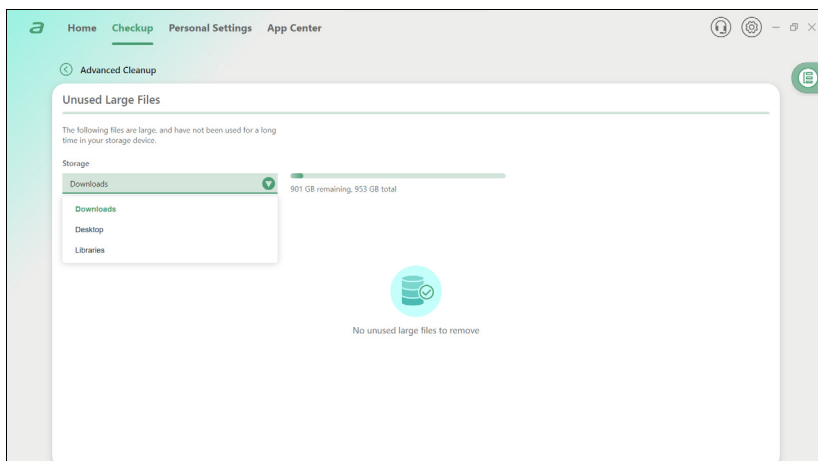 a
Home Checkup Personal Settings App Center
Advanced Cleanup
Unused Large Files
The following files are large, and have not been used for a long
time in your storage device.
Storage
Downloads
901 GB remaining, 953 GB total
Downloads
Desktop
Libraries
No unused large files to remove